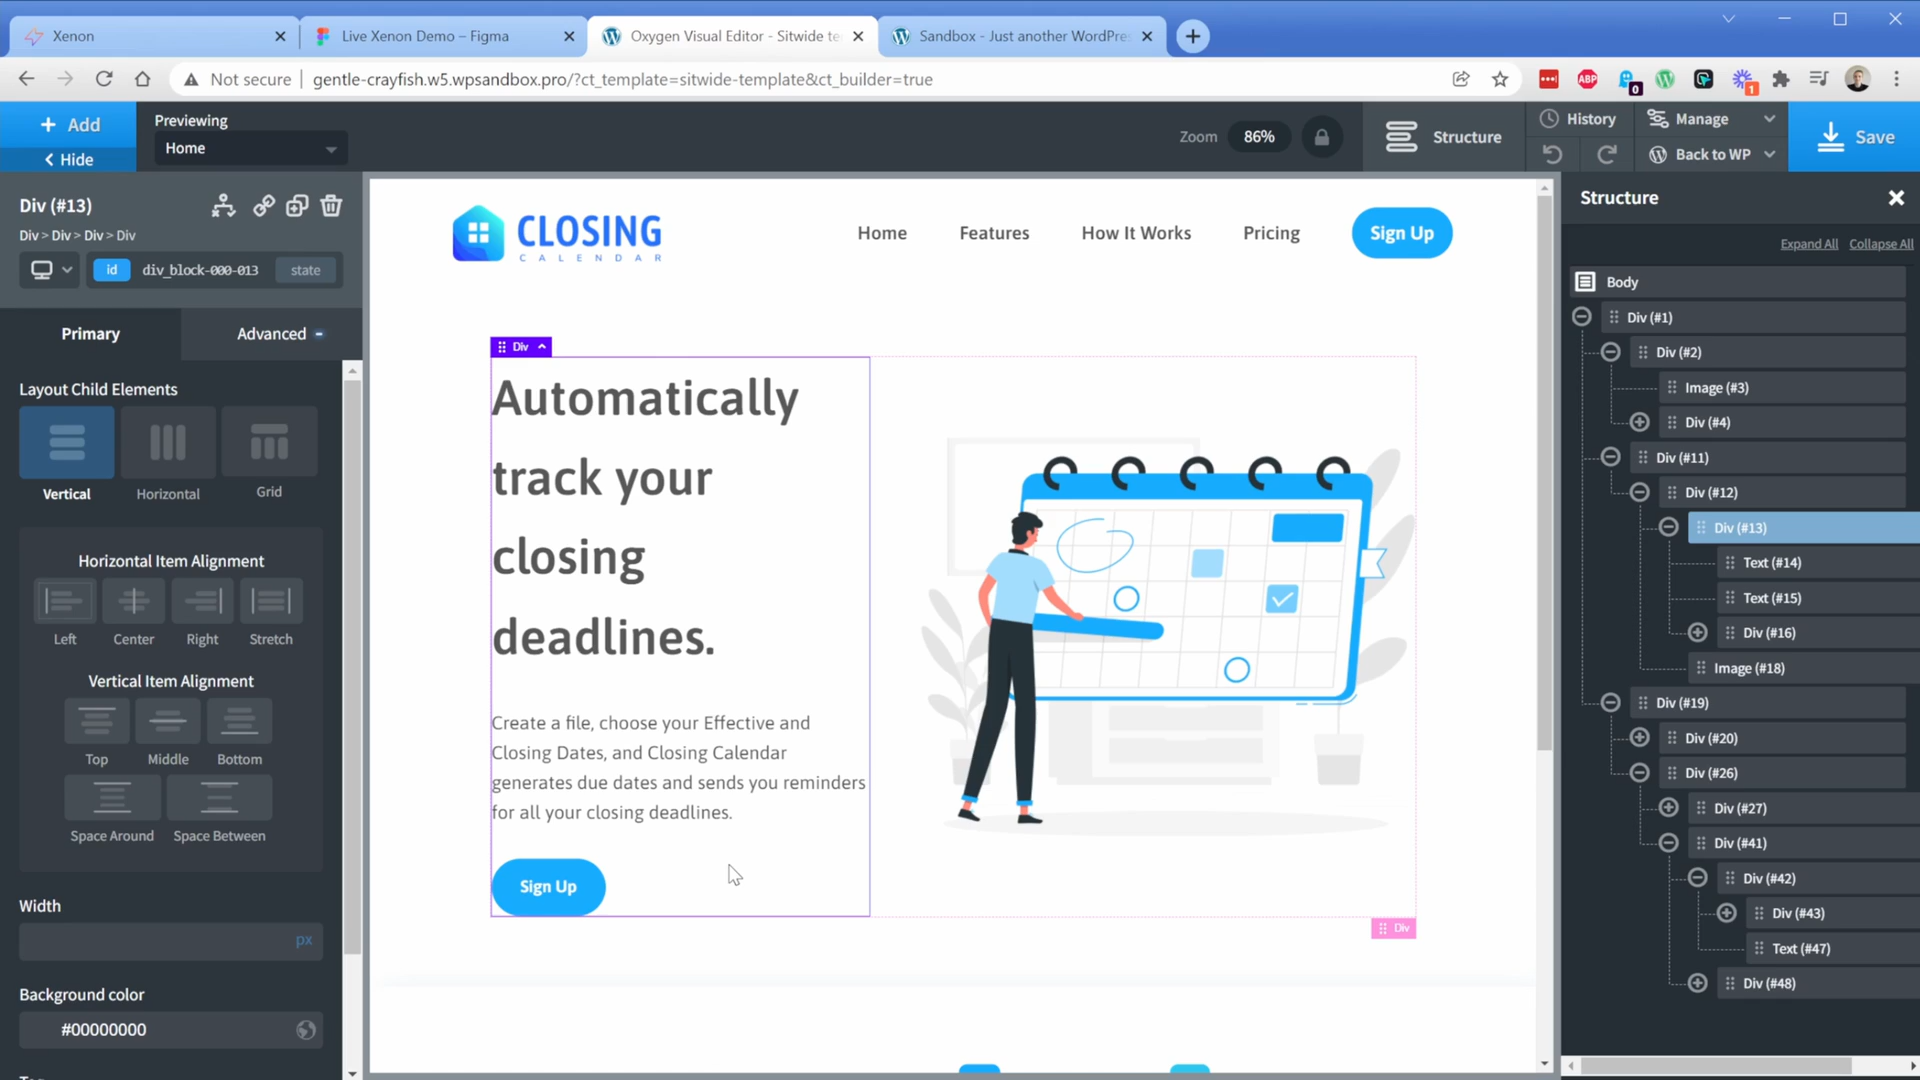 Xenon
Live Xenon Demo – Figma
Oxygen Visual Editor - Sitwide te
Sandbox - Just another WordPre
Not secure
gentle-crayfish.w5.wpsandbox.pro/?ct_template=sitwide-template&ct_builder=true
ABP
0
1
+ Add
Hide
Previewing
Home
Zoom
86%
Structure
History
Manage
Back to WP
Save
Div (#13)
Div > Div > Div > Div
id
div_block-000-013
state
Primary
Advanced
Layout Child Elements
Vertical
Horizontal
Grid
Horizontal Item Alignment
Left
Center
Right
Stretch
Vertical Item Alignment
Top
Middle
Bottom
Space Around
Space Between
Width
px
Background color
#00000000
CLOSING
CALENDAR
Home
Features
How It Works
Pricing
Sign Up
Div
Automatically
track your
closing
deadlines.
Create a file, choose your Effective and
Closing Dates, and Closing Calendar
generates due dates and sends you reminders
for all your closing deadlines.
Sign Up
Div
Structure
Expand All
Collapse All
Body
Div (#1)
Div (#2)
Image (#3)
Div (#4)
Div (#11)
Div (#12)
Div (#13)
Text (#14)
Text (#15)
Div (#16)
Image (#18)
Div (#19)
Div (#20)
Div (#26)
Div (#27)
Div (#41)
Div (#42)
Div (#43)
Text (#47)
Div (#48)